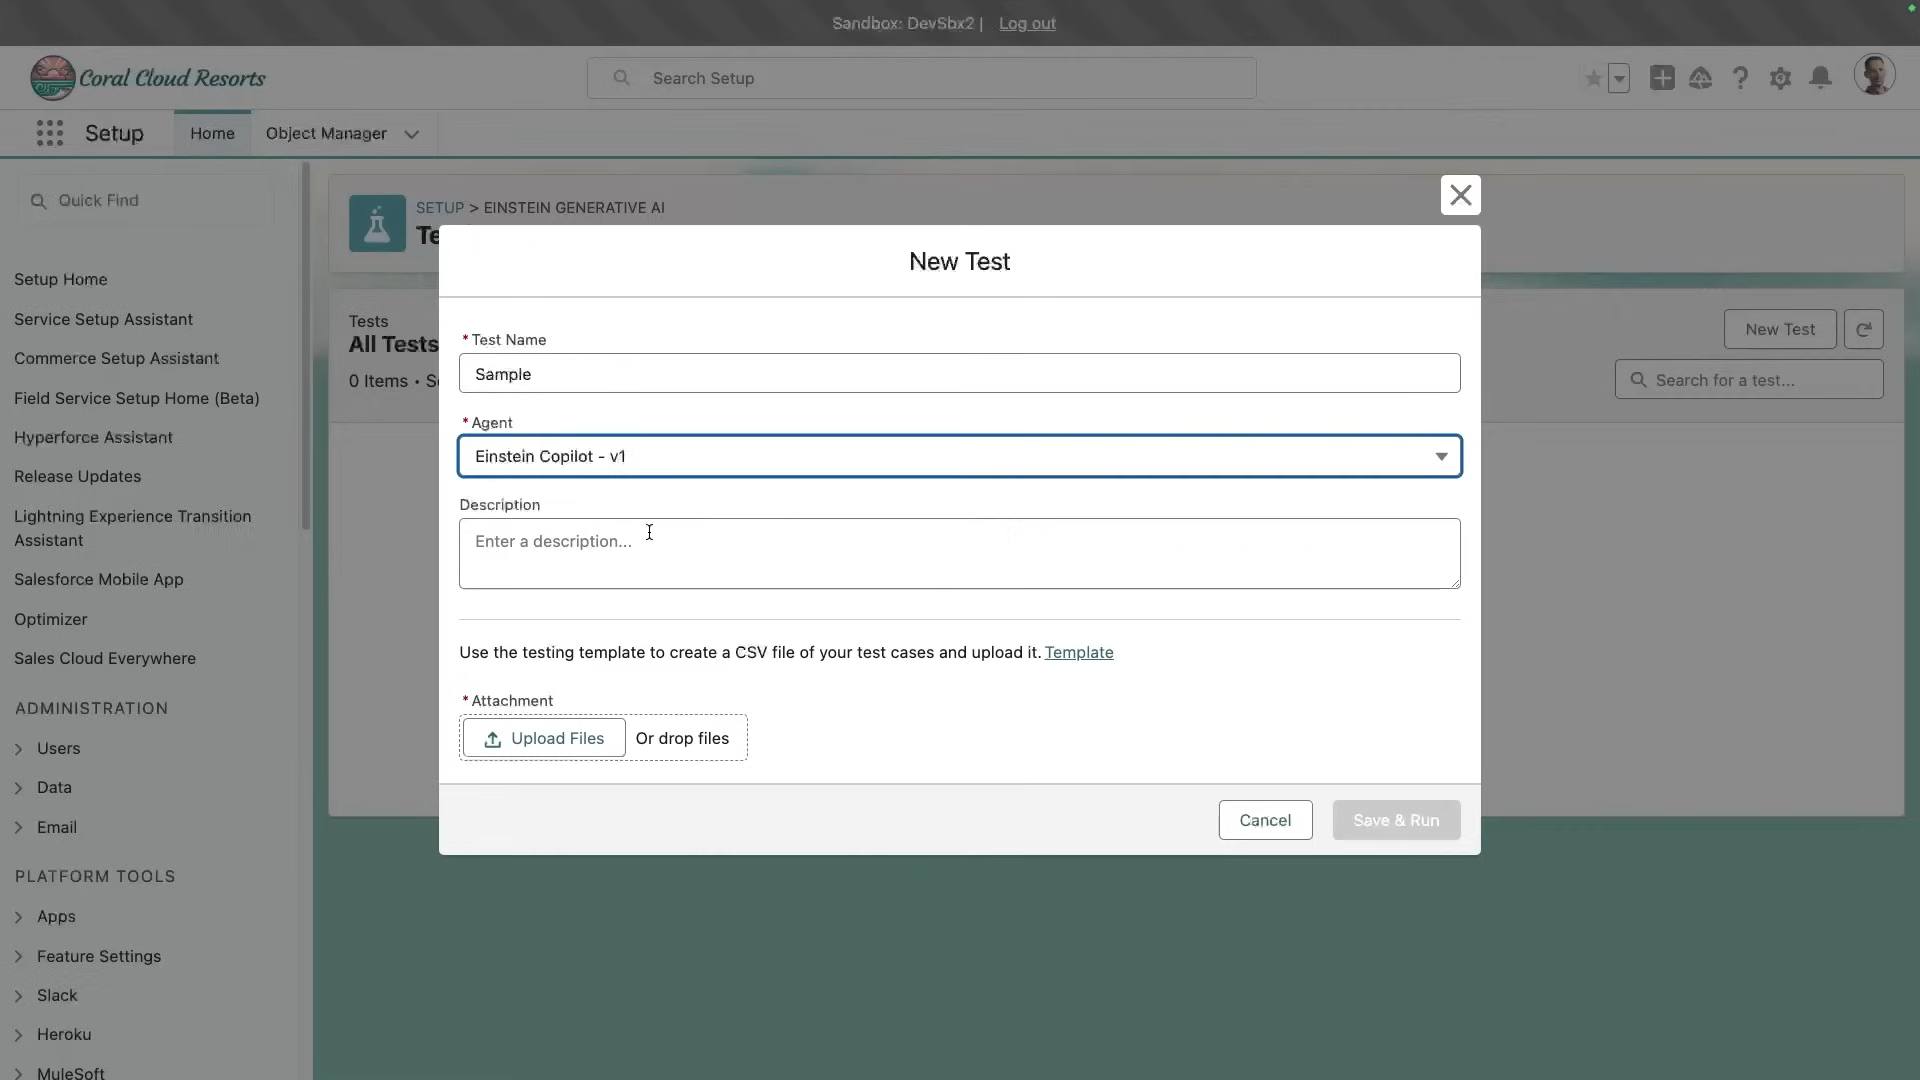 Sandbox: DevSbx2 | Log out
Coral Cloud Resorts
Search Setup
Setup
Home
Object Manager
Quick Find
Setup Home
Service Setup Assistant
Commerce Setup Assistant
Field Service Setup Home (Beta)
Hyperforce Assistant
Release Updates
Lightning Experience Transition
Assistant
Salesforce Mobile App
Optimizer
Sales Cloud Everywhere
ADMINISTRATION
Users
Data
Email
PLATFORM TOOLS
Apps
Feature Settings
Slack
Heroku
MuleSoft
SETUP > EINSTEIN GENERATIVE AI
Te
Tests
All Tests
0 Items • S
New Test
Search for a test...
New Test
* Test Name
Sample
* Agent
Einstein Copilot - v1
Description
Enter a description...
Use the testing template to create a CSV file of your test cases and upload it. Template
* Attachment
Upload Files
Or drop files
Cancel
Save & Run